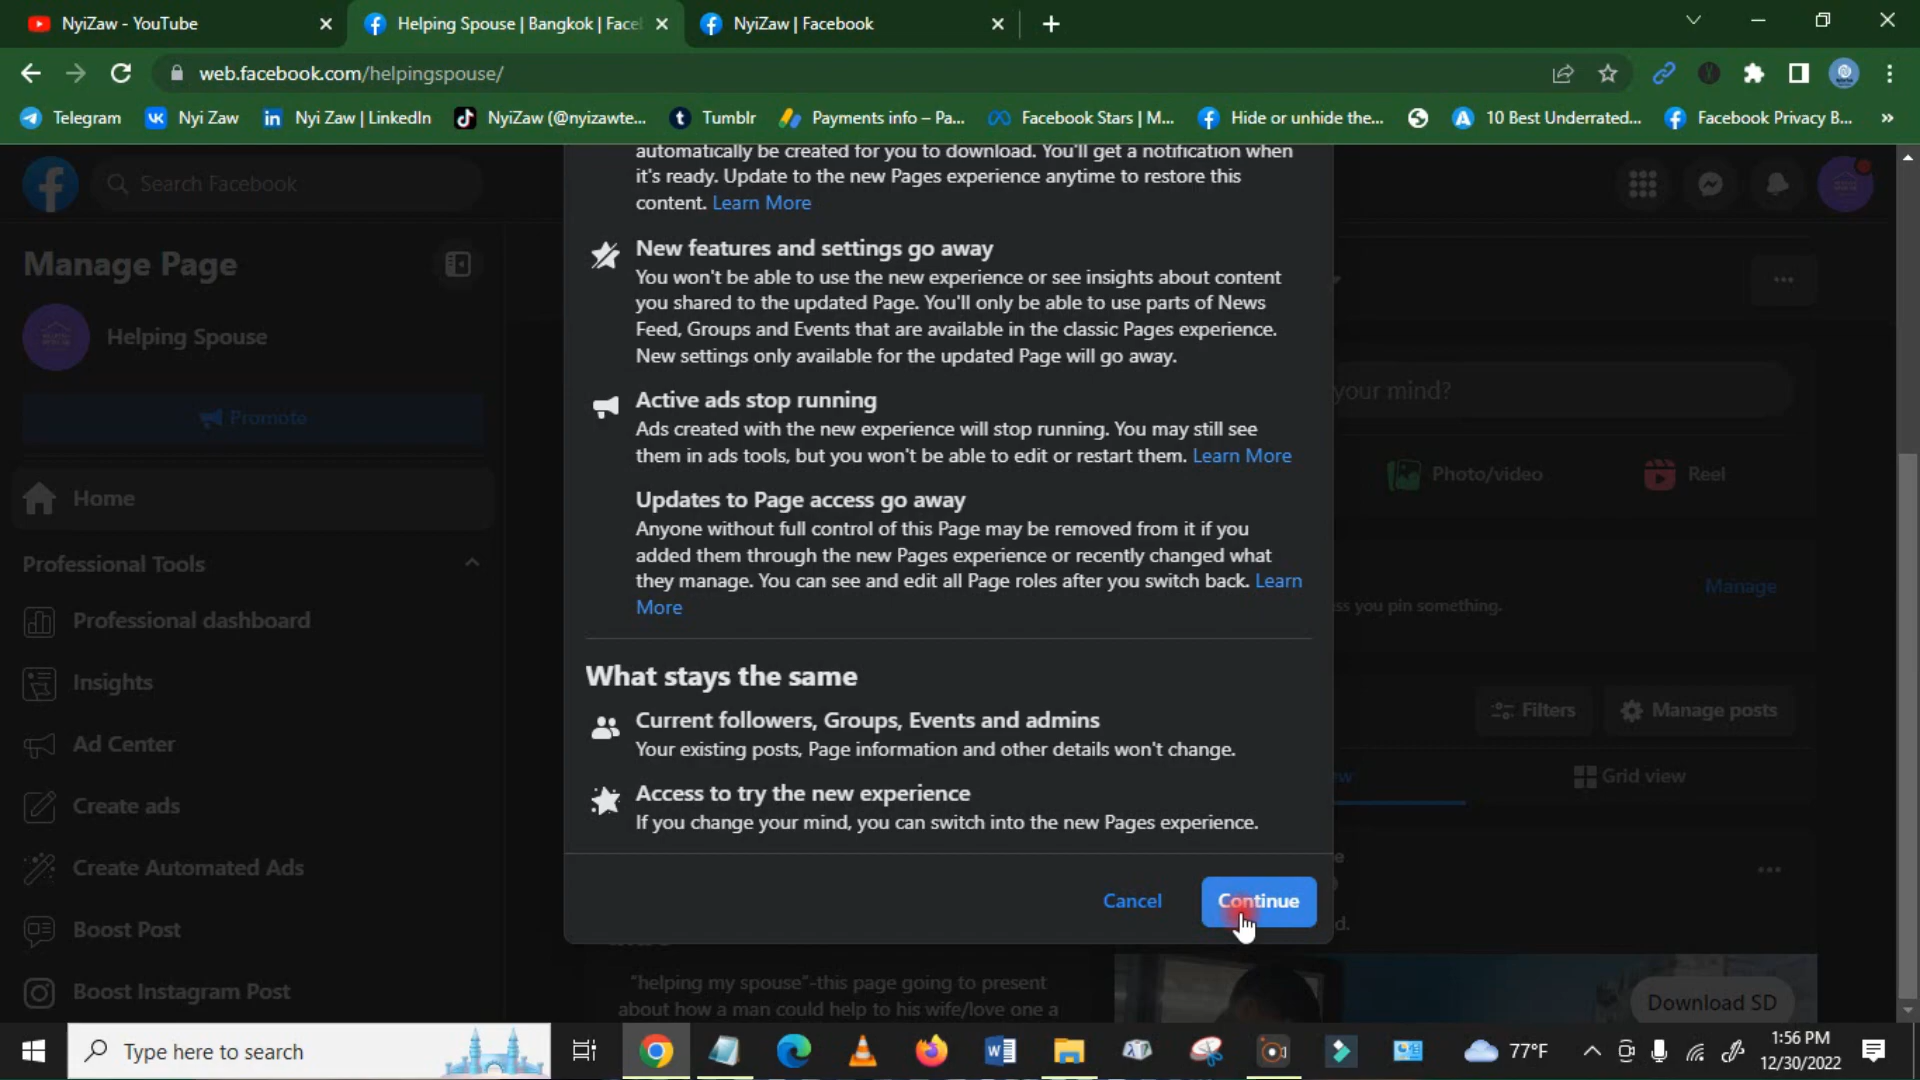 NyiZaw - YouTube
Helping Spouse | Bangkok | Face
NyiZaw | Facebook
web.facebook.com/helpingspouse/
Telegram
Nyi Zaw
Nyi Zaw | LinkedIn
NyiZaw (@nyizawte...
Tumblr
Payments info – Pa...
Facebook Stars | M...
Hide or unhide the...
10 Best Underrated...
Facebook Privacy B...
Search Facebook
Manage Page
Helping Spouse
Promote
Home
Professional Tools
Professional dashboard
Insights
Ad Center
Create ads
Create Automated Ads
Boost Post
Boost Instagram Post
automatically be created for you to download. You'll get a notification when
it's ready. Update to the new Pages experience anytime to restore this
content. Learn More
New features and settings go away
You won't be able to use the new experience or see insights about content
you shared to the updated Page. You'll only be able to use parts of News
Feed, Groups and Events that are available in the classic Pages experience.
New settings only available for the updated Page will go away.
Active ads stop running
Ads created with the new experience will stop running. You may still see
them in ads tools, but you won't be able to edit or restart them. Learn More
Updates to Page access go away
Anyone without full control of this Page may be removed from it if you
added them through the new Pages experience or recently changed what
they manage. You can see and edit all Page roles after you switch back. Learn
More
What stays the same
Current followers, Groups, Events and admins
Your existing posts, Page information and other details won't change.
Access to try the new experience
If you change your mind, you can switch into the new Pages experience.
Cancel
Continue
your mind?
Photo/video
Reel
Manage
ss you pin something.
Filters
Manage posts
Grid view
"helping my spouse"-this page going to present
about how a man could help to his wife/love one a
Download SD
Type here to search
77°F
1:56 PM
12/30/2022